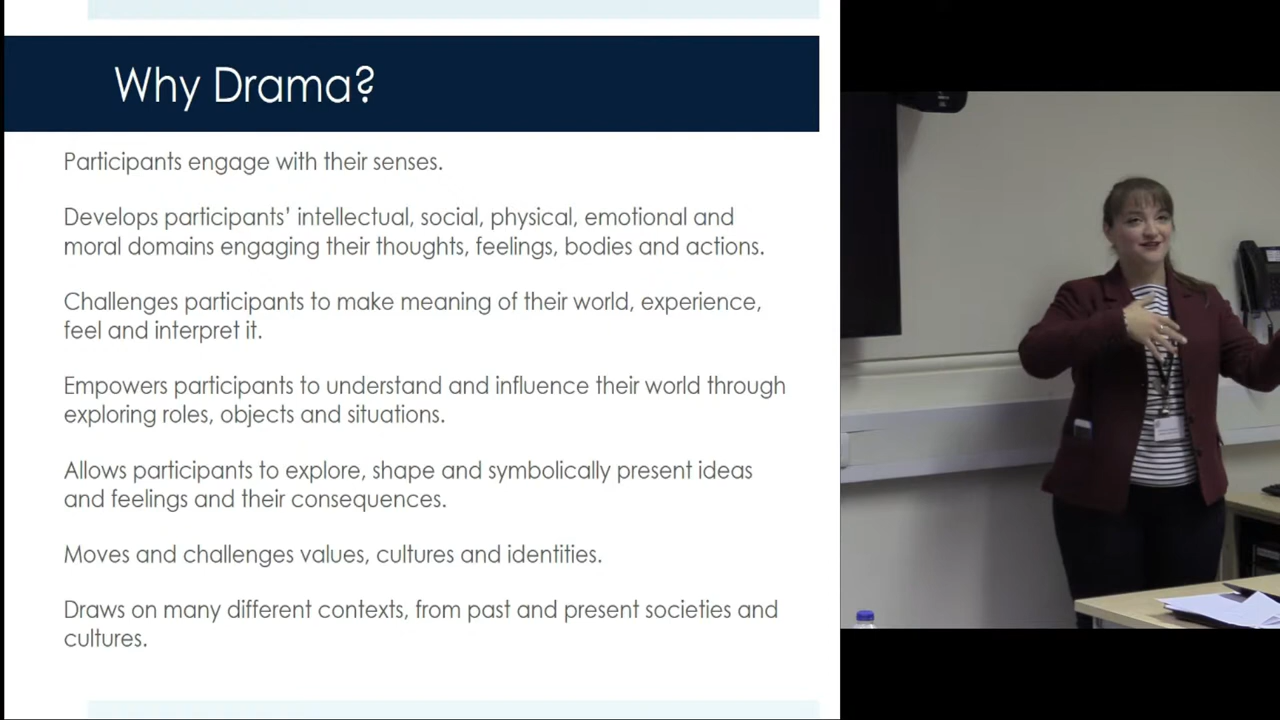 Why Drama?
Participants engage with their senses.
Develops participants' intellectual, social, physical, emotional and
moral domains engaging their thoughts, feelings, bodies and actions.
Challenges participants to make meaning of their world, experience,
feel and interpret it.
Empowers participants to understand and influence their world through
exploring roles, objects and situations.
Allows participants to explore, shape and symbolically present ideas
and feelings and their consequences.
Moves and challenges values, cultures and identities.
Draws on many different contexts, from past and present societies and
cultures.